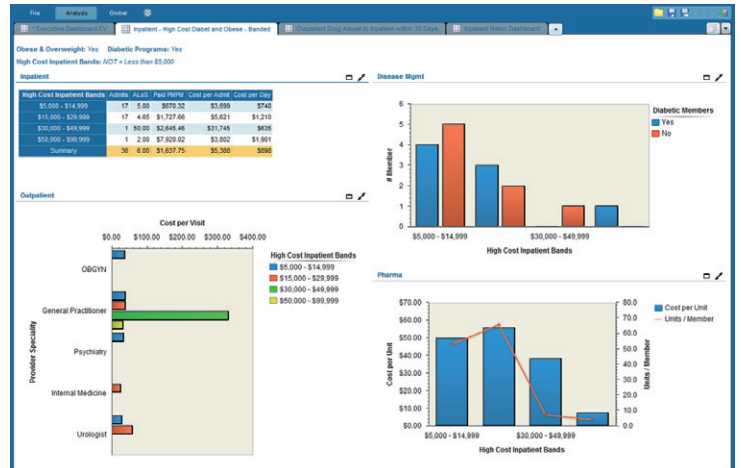 File Analysis Global
* Executive Dashboard EV Inpatient - High Cost Diabet and Obese - Banded Outpatient Drug Abuse to Inpatient within 30 Days Inpatient Metric Dashboard
Obese & Overweight: Yes Diabetic Programs: Yes
High Cost Inpatient Bands: NOT = Less than $5,000
Inpatient
High Cost Inpatient Bands Admits ALoS Paid PMPM Cost per Admit Cost per Day
$5,000 - $14,999 17 5.00 $670.32 $3,699 $740
$15,000 - $29,999 17 4.65 $1,727.66 $5,621 $1,210
$30,000 - $49,999 1 50.00 $2,645.46 $31,745 $635
$50,000 - $99,999 1 2.00 $7,920.02 $3,802 $1,901
Summary 36 6.00 $1,637.75 $5,388 $898
Disease Mgmt
6
5
4
3
2
1
0
# Member
$5,000 - $14,999 $30,000 - $49,999
High Cost Inpatient Bands
Diabetic Members
Yes
No
Outpatient
Cost per Visit
$0.00 $100.00 $200.00 $300.00 $400.00
Provider Speciality
OBGYN
General Practitioner
Psychiatry
Internal Medicine
Urologist
High Cost Inpatient Bands
$5,000 - $14,999
$15,000 - $29,999
$30,000 - $49,999
$50,000 - $99,999
Pharma
Cost per Unit
$70.00
$60.00
$50.00
$40.00
$30.00
$20.00
$10.00
$0.00
80.0
70.0
60.0
50.0
40.0
30.0
20.0
10.0
0.0
Units / Member
$5,000 - $14,999 $30,000 - $49,999
High Cost Inpatient Bands
Cost per Unit
Units / Member